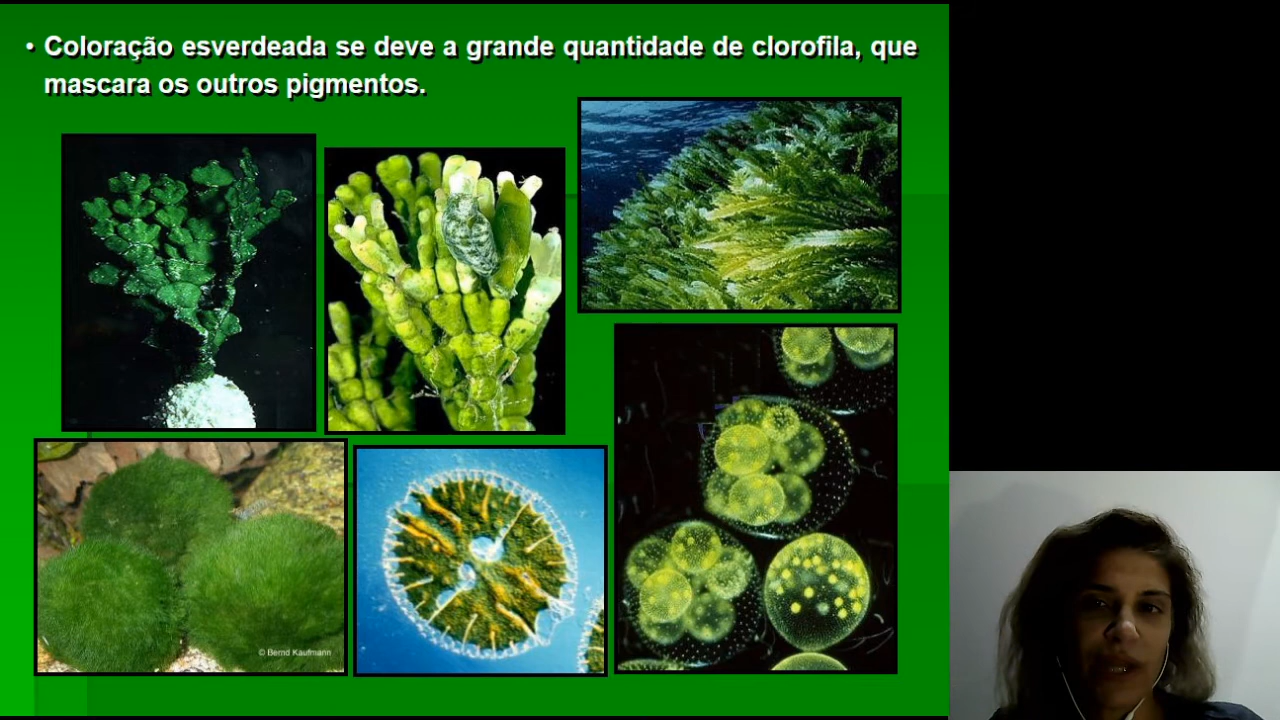 • Coloração esverdeada se deve a grande quantidade de clorofila, que
mascara os outros pigmentos.
© Bernd Kaufmann